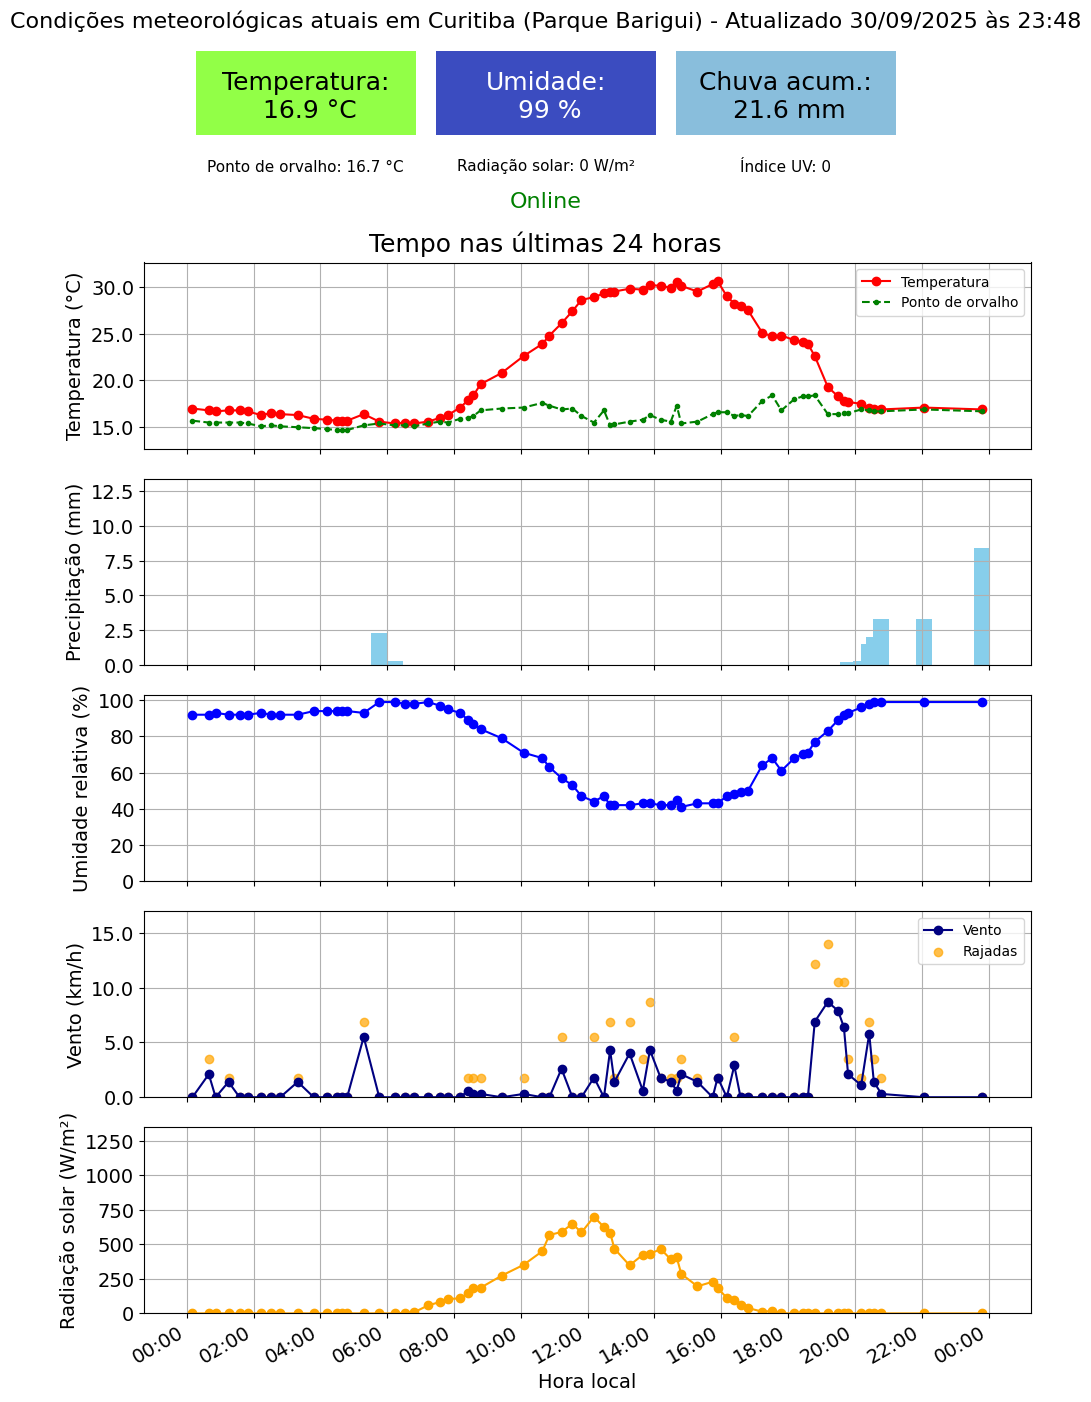 Condições meteorológicas atuais em Curitiba (Parque Barigui) - Atualizado 30/09/2025 às 23:48
Temperatura:
16.9 °C
Umidade:
99 %
Chuva acum.:
21.6 mm
Ponto de orvalho: 16.7 °C
Radiação solar: 0 W/m²
Índice UV: 0
Online
Tempo nas últimas 24 horas
Temperatura (°C)
30.0
25.0
20.0
15.0
Temperatura
Ponto de orvalho
Precipitação (mm)
12.5
10.0
7.5
5.0
2.5
0.0
Umidade relativa (%)
100
80
60
40
20
0
Vento (km/h)
15.0
10.0
5.0
0.0
Vento
Rajadas
Radiação solar (W/m²)
1250
1000
750
500
250
0
00:00 02:00 04:00 06:00 08:00 10:00 12:00 14:00 16:00 18:00 20:00 22:00 00:00
Hora local